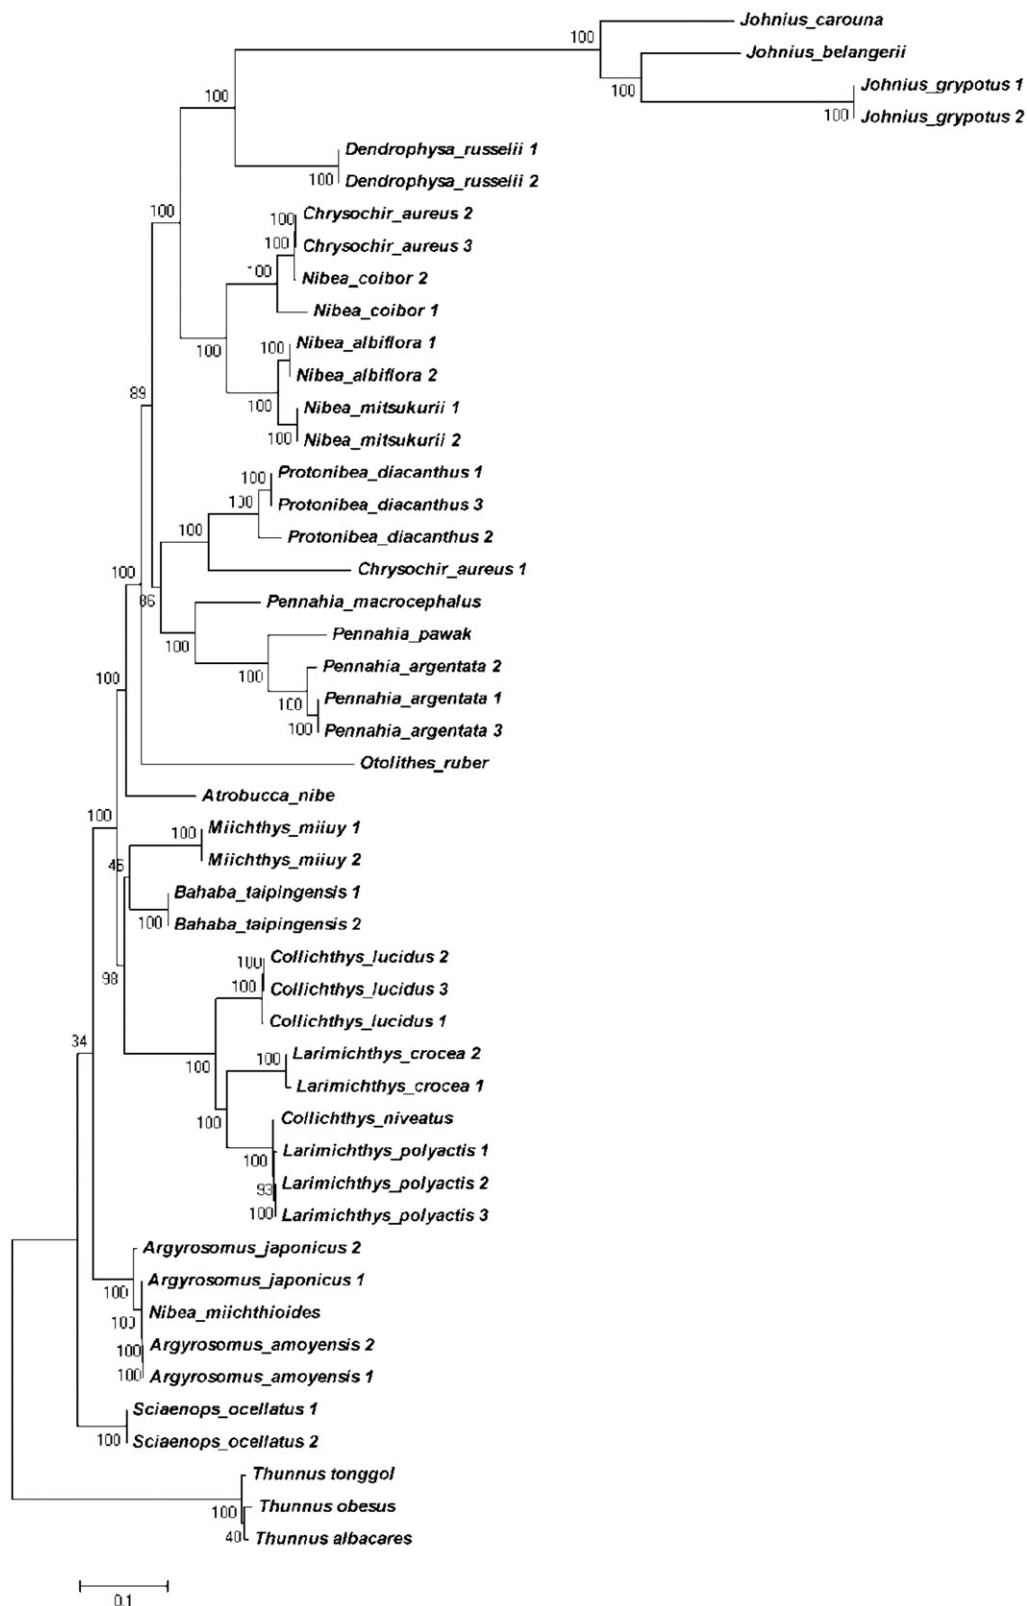 Johnius_carouna
100
Johnius_belangerii
100
Johnius_grypotus 1
100
Johnius_grypotus 2
100
Dendrophysa_russelii 1
100
Dendrophysa_russelii 2
100
Chrysochir_aureus 2
100
100
Chrysochir_aureus 3
100
Nibea_coibor 2
Nibea_coibor 1
100
Nibea_albiflora 1
100
Nibea_albiflora 2
89
100
Nibea_mitsukurii 1
100
Nibea_mitsukurii 2
Protonibea_diacanthus 1
100
100
Protonibea_diacanthus 3
100
Protonibea_diacanthus 2
Chrysochir_aureus 1
100
86
Pennahia_macrocephalus
100
Pennahia_pawak
100
Pennahia_argentata 2
100
100
Pennahia_argentata 1
100
Pennahia_argentata 3
Otolithes_ruber
Atrobucca_nibe
100
Miichthys_miiuy 1
100
Miichthys_miiuy 2
46
Bahaba_taipingensis 1
100
Bahaba_taipingensis 2
Collichthys_lucidus 2
100
98
100
Collichthys_lucidus 3
Collichthys_lucidus 1
34
100
Larimichthys_crocea 2
100
Larimichthys_crocea 1
100
Collichthys_niveatus
Larimichthys_polyactis 1
100
Larimichthys_polyactis 2
93
100
Larimichthys_polyactis 3
Argyrosomus_japonicus 2
Argyrosomus_japonicus 1
100
Nibea_miichthioides
100
Argyrosomus_amoyensis 2
100
100
Argyrosomus_amoyensis 1
Sciaenops_ocellatus 1
100
Sciaenops_ocellatus 2
Thunnus tonggol
Thunnus obesus
100
40
Thunnus albacares
0.1